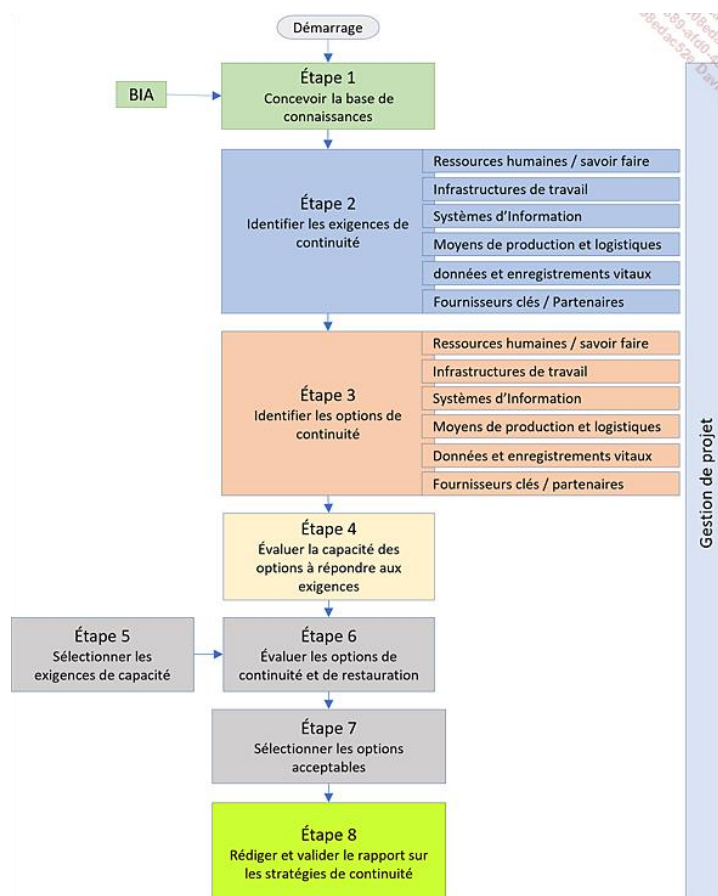 Démarrage
BIA
Étape 1
Concevoir la base de
connaissances
Étape 2
Identifier les exigences de
continuité
Ressources humaines / savoir faire
Infrastructures de travail
Systèmes d'Information
Moyens de production et logistiques
données et enregistrements vitaux
Fournisseurs clés / Partenaires
Étape 3
Identifier les options de
continuité
Ressources humaines / savoir faire
Infrastructures de travail
Systèmes d'Information
Moyens de production et logistiques
Données et enregistrements vitaux
Fournisseurs clés / partenaires
Étape 4
Évaluer la capacité des
options à répondre aux
exigences
Étape 5
Sélectionner les
exigences de capacité
Étape 6
Évaluer les options de
continuité et de restauration
Étape 7
Sélectionner les options
acceptables
Étape 8
Rédiger et valider le rapport sur
les stratégies de continuité
Gestion de projet